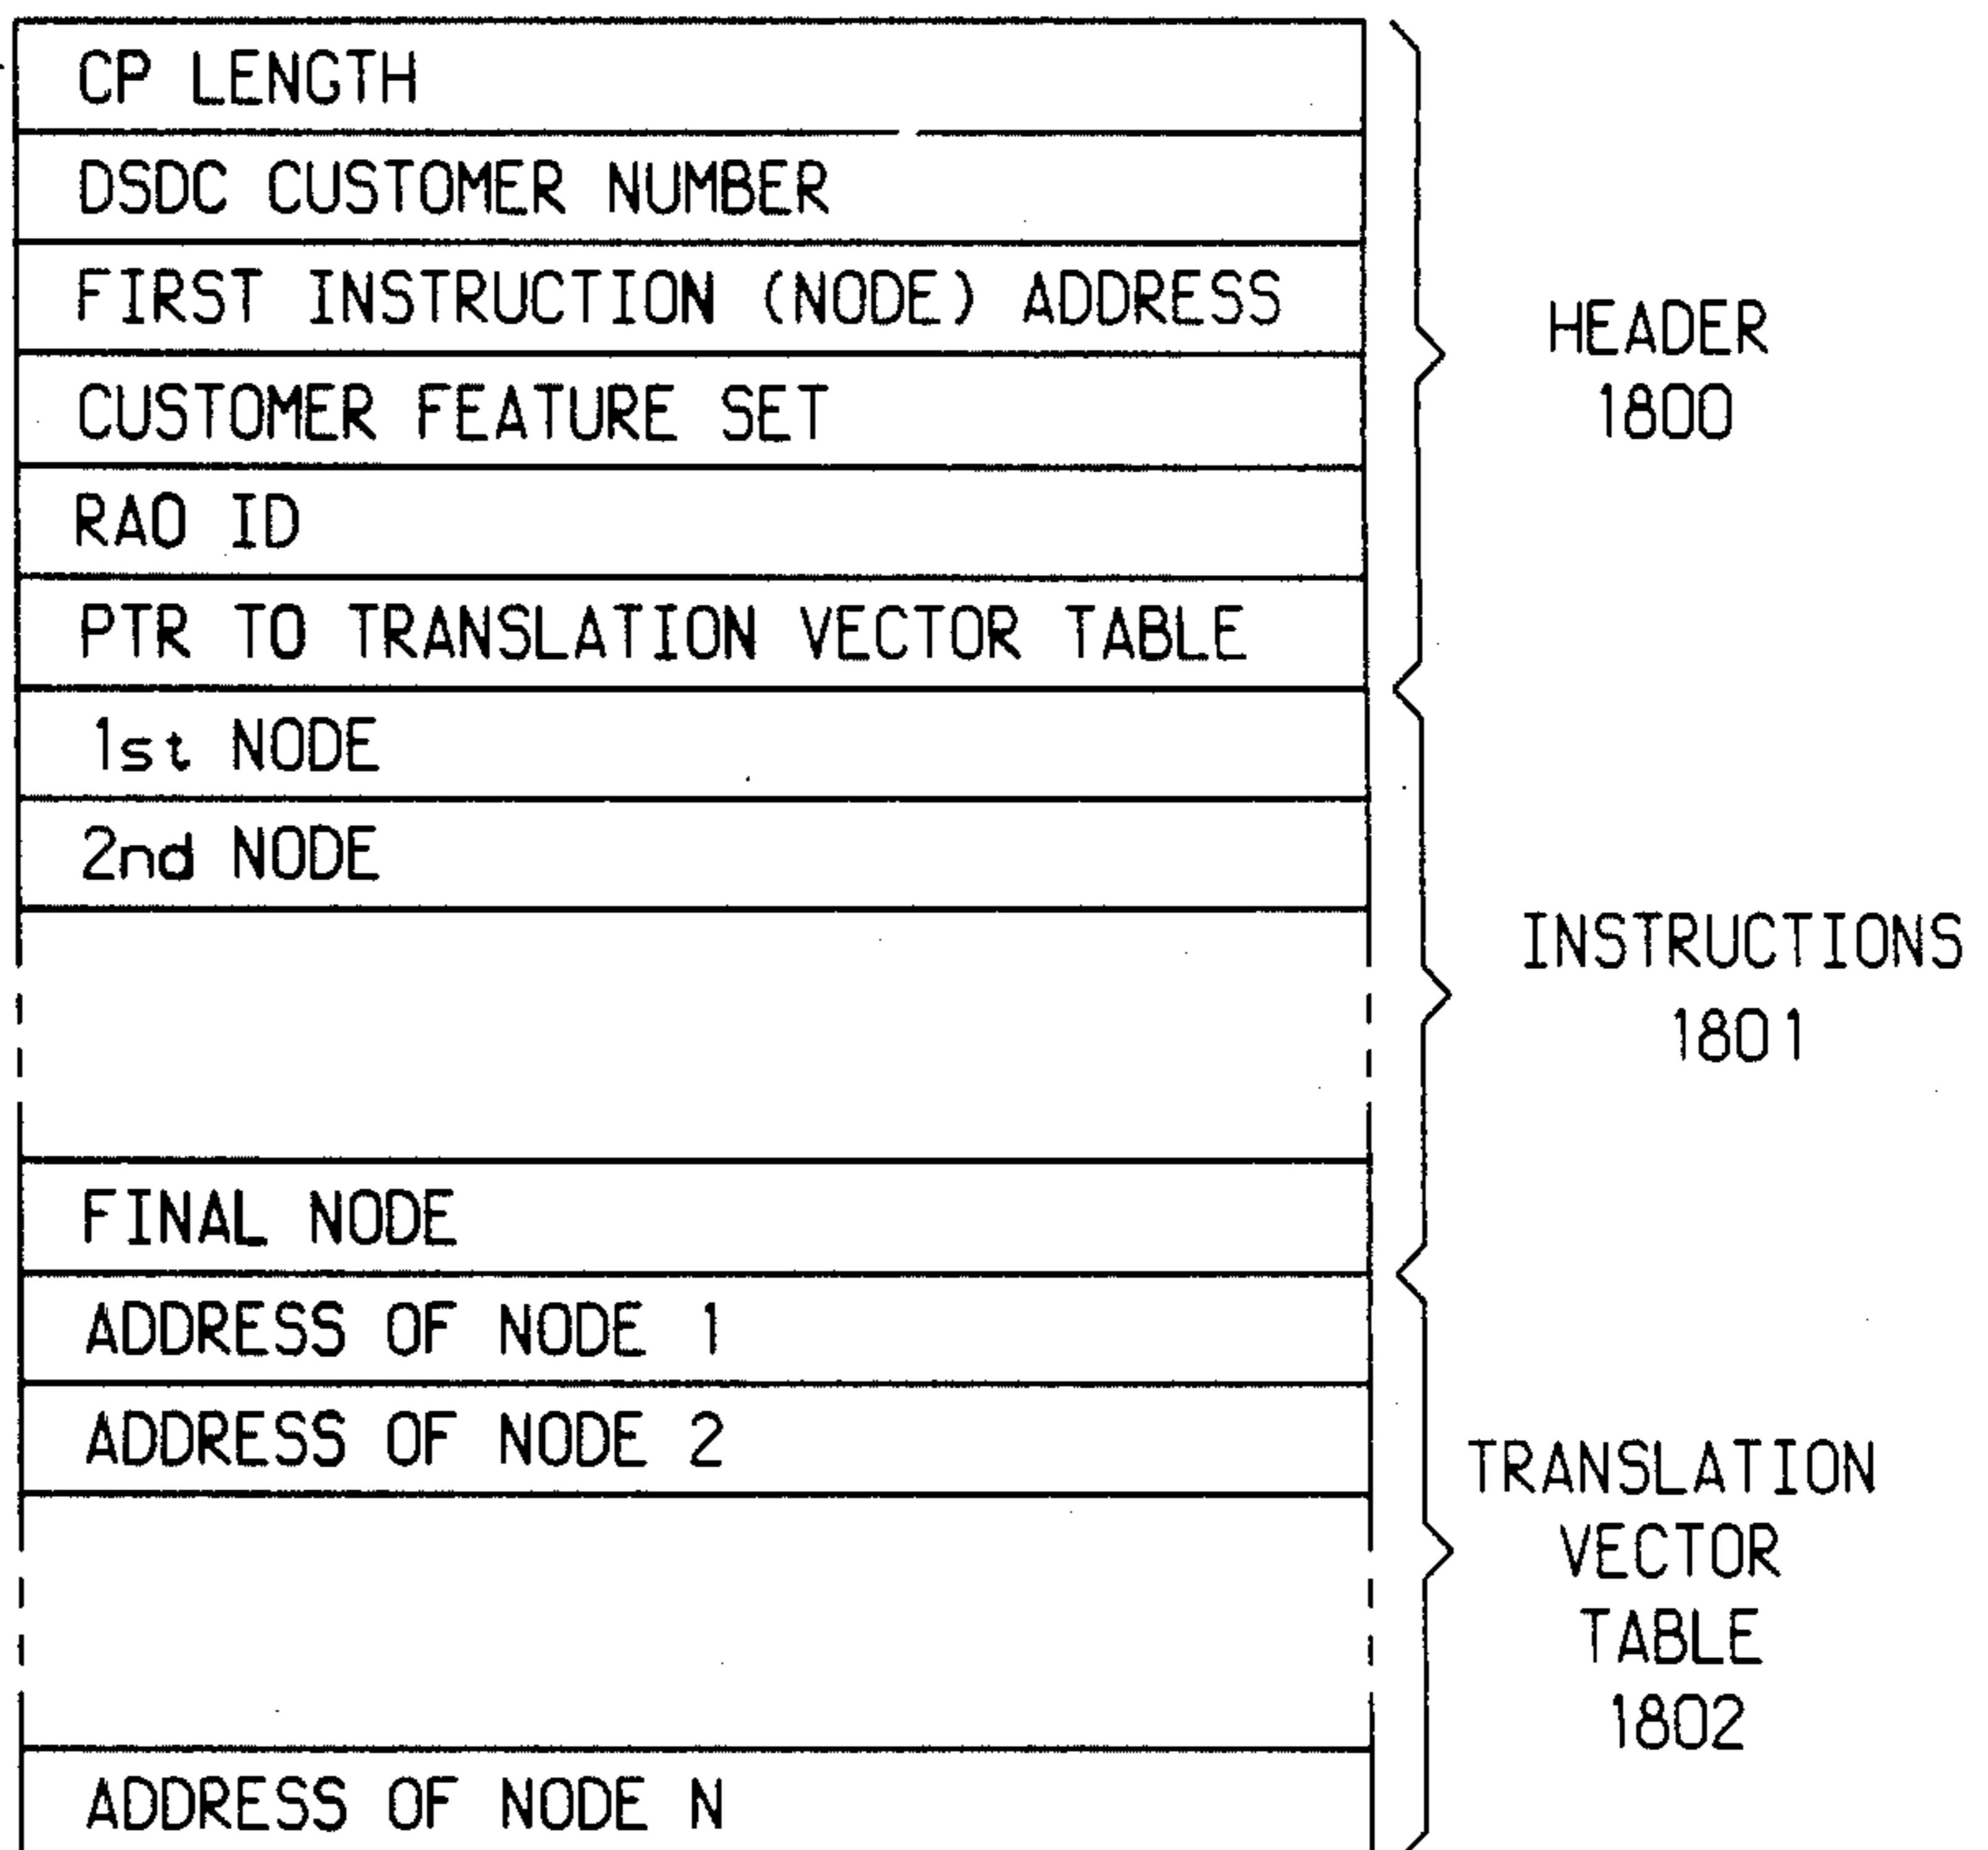 CP LENGTH
DSDC CUSTOMER NUMBER
FIRST INSTRUCTION (NODE) ADDRESS
CUSTOMER FEATURE SET
RAO ID
PTR TO TRANSLATION VECTOR TABLE
HEADER
1800
1st NODE
2nd NODE
FINAL NODE
INSTRUCTIONS
1801
ADDRESS OF NODE 1
ADDRESS OF NODE 2
ADDRESS OF NODE N
TRANSLATION
VECTOR
TABLE
1802